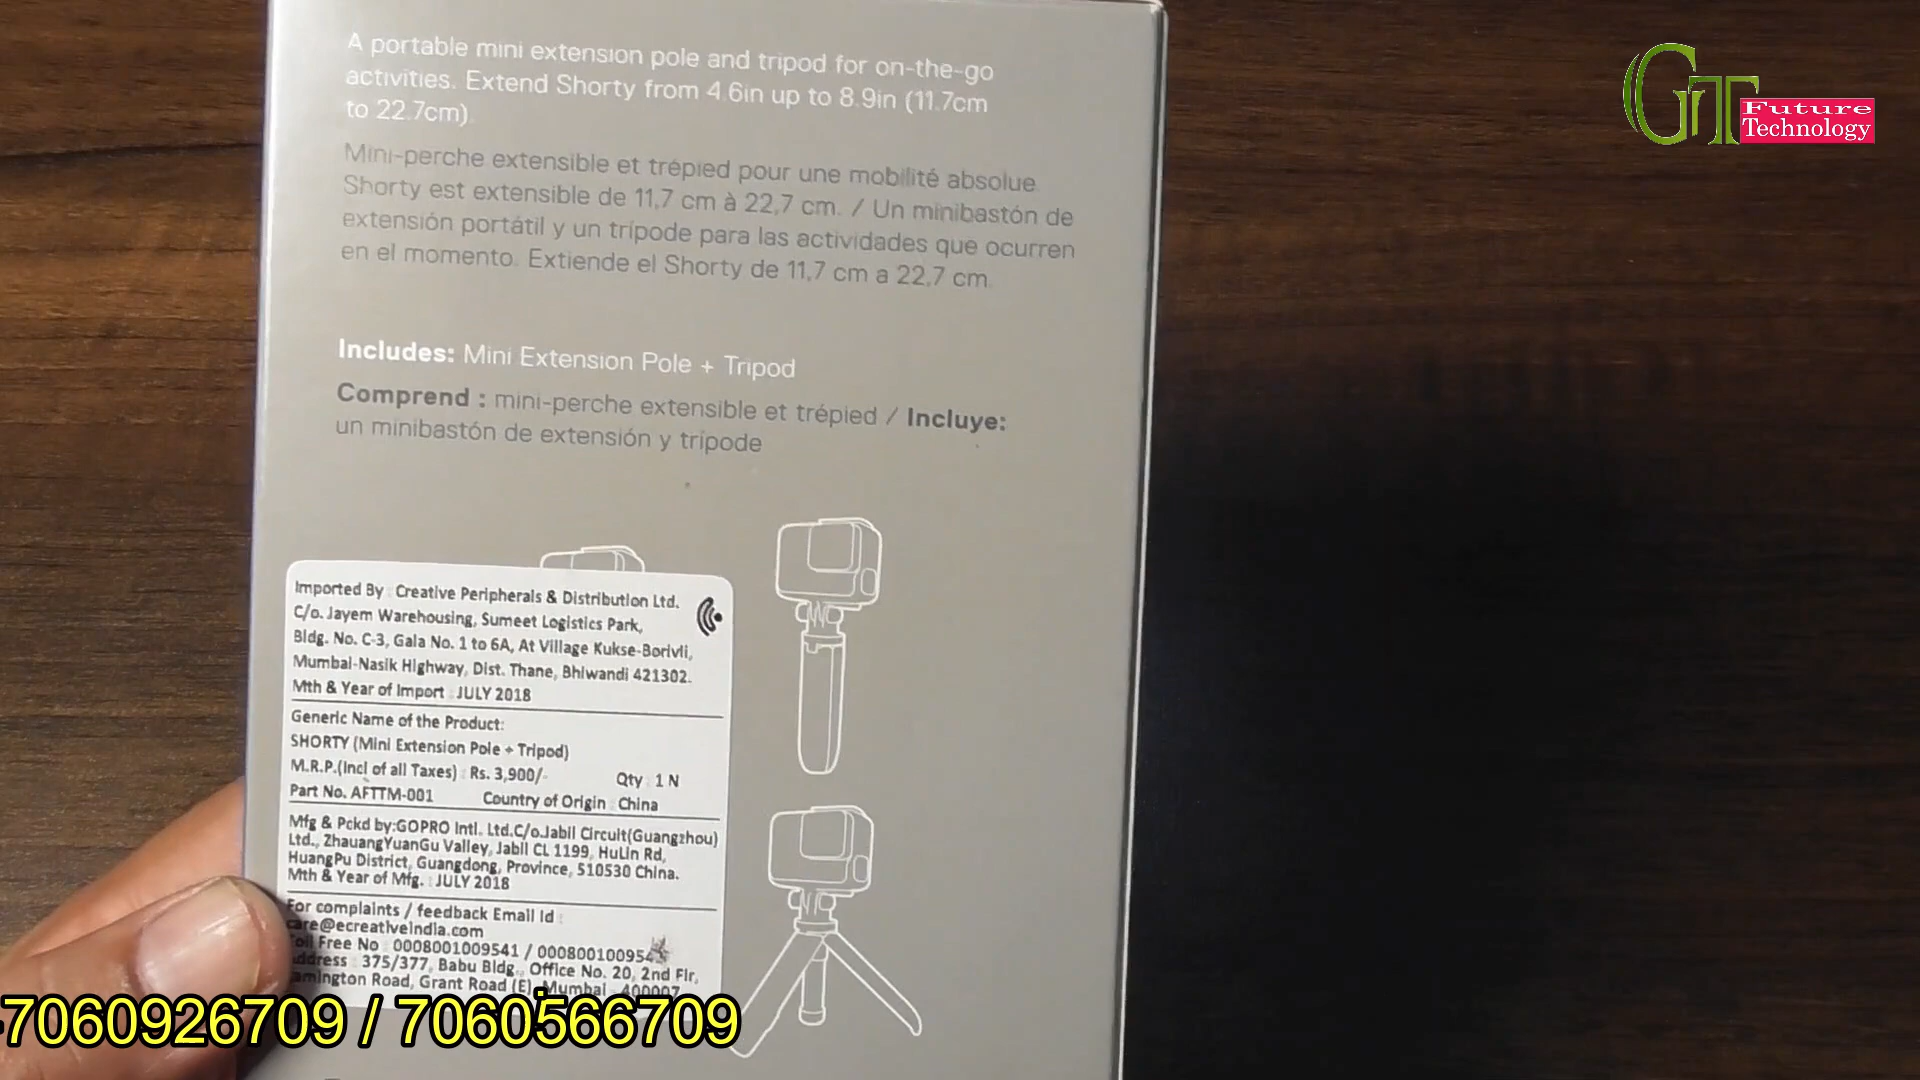 A portable mini extension pole and tripod for on-the-go
activities. Extend Shorty from 4.6in up to 8.9in (11.7cm
to 22.7cm).
Mini-perche extensible et trépied pour une mobilité absolue.
Shorty est extensible de 11,7 cm à 22,7 cm. / Un minibastón de
extensión portátil y un trípode para las actividades que ocurren
en el momento. Extiende el Shorty de 11,7 cm a 22,7 cm.
Includes: Mini Extension Pole + Tripod
Comprend : mini-perche extensible et trépied / Incluye:
un minibastón de extensión y trípode
Imported By : Creative Peripherals & Distribution Ltd.
C/o. Jayem Warehousing, Sumeet Logistics Park,
Bldg. No. C-3, Gala No. 1 to 6A, At Village Kukse-Borivli,
Mumbai-Nasik Highway, Dist. Thane, Bhiwandi 421302.
Mth & Year of Import : JULY 2018
Generic Name of the Product:
SHORTY (Mini Extension Pole + Tripod)
M.R.P.(Incl of all Taxes) : Rs. 3,900/- Qty : 1 N
Part No. AFTTM-001 Country of Origin : China
Mfg & Pckd by:GOPRO Intl. Ltd.C/o.Jabil Circuit(Guangzhou)
Ltd., ZhauangYuanGu Valley, Jabil CL 1199, HuLin Rd,
HuangPu District, Guangdong, Province, 510530 China.
Mth & Year of Mfg. : JULY 2018
For complaints / feedback Email Id :
care@ecreativeindia.com
Toll Free No : 0008001009541 /
Address : 375/377, Babu Bldg., Office No. 20, 2nd Flr,
Lamington Road, Grant Road (E), Mumbai - 400007
7060926709 / 7060566709
GT Future
Technology